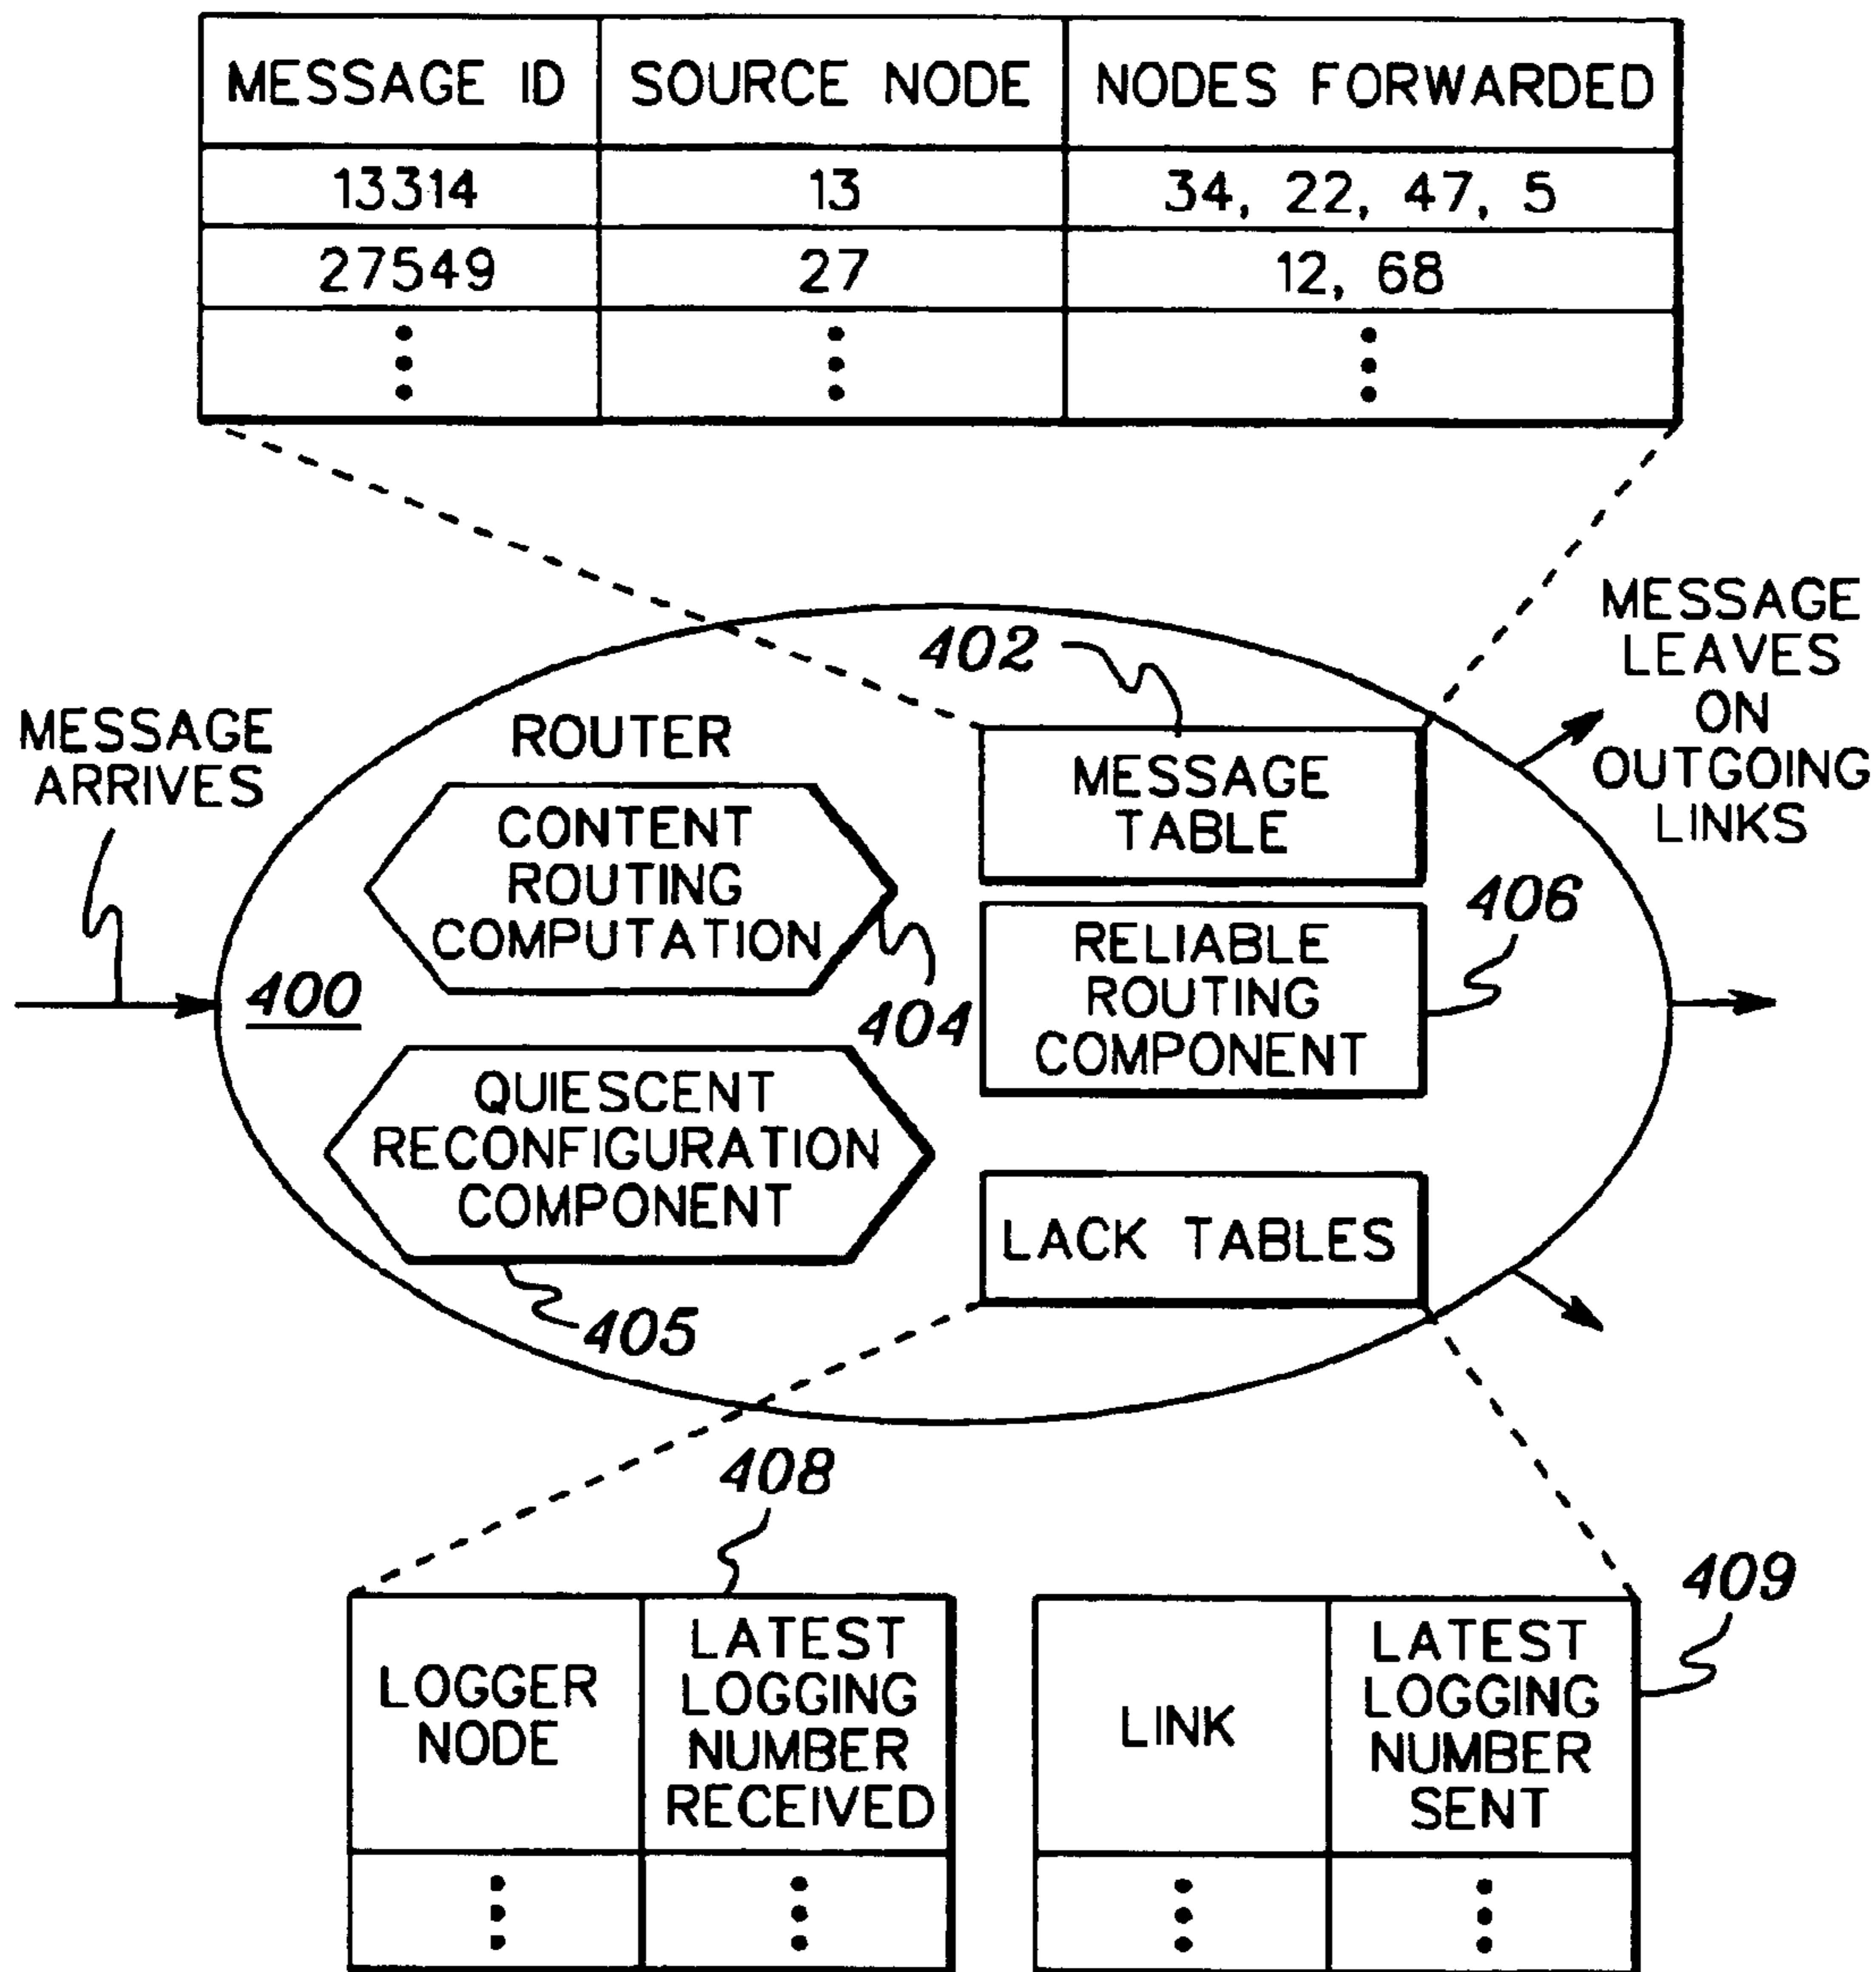 MESSAGE ID SOURCE NODE NODES FORWARDED
13314 13 34, 22, 47, 5
27549 27 12, 68
MESSAGE
LEAVES
ON
OUTGOING
LINKS
402
MESSAGE
ARRIVES
ROUTER
MESSAGE
TABLE
CONTENT
ROUTING
COMPUTATION
406
RELIABLE
ROUTING
COMPONENT
400
404
QUIESCENT
RECONFIGURATION
COMPONENT
LACK TABLES
405
408
409
LOGGER
NODE
LATEST
LOGGING
NUMBER
RECEIVED
LINK
LATEST
LOGGING
NUMBER
SENT